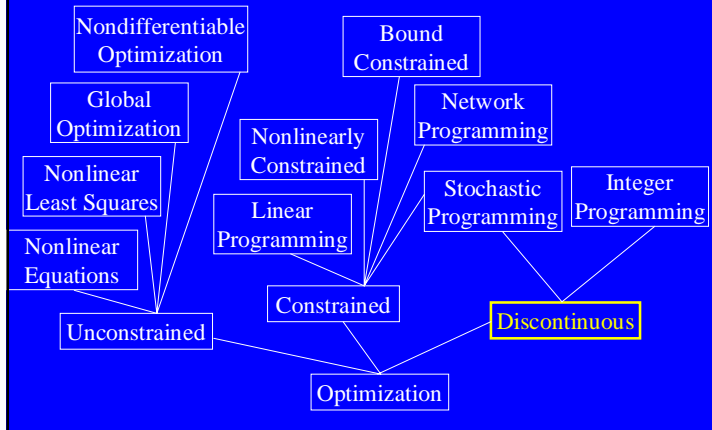 Nondifferentiable
Optimization
Bound
Constrained
Global
Optimization
Network
Programming
Nonlinearly
Constrained
Nonlinear
Least Squares
Stochastic
Programming
Integer
Programming
Linear
Programming
Nonlinear
Equations
Constrained
Unconstrained
Discontinuous
Optimization